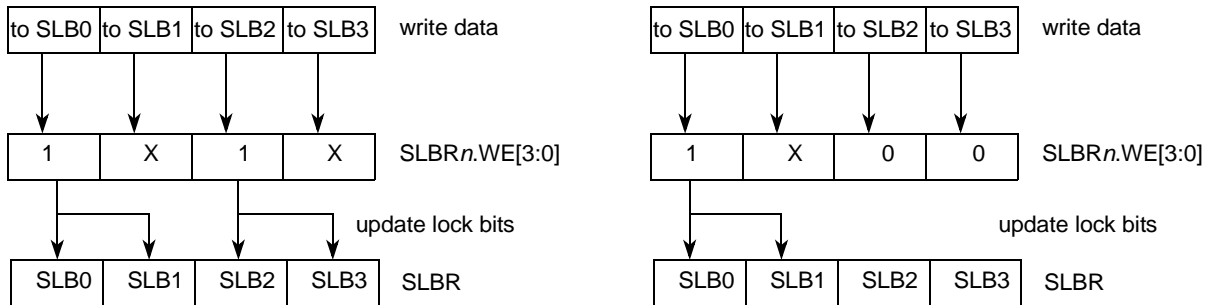 to SLB0 to SLB1 to SLB2 to SLB3 write data
1 X 1 X SLBRn.WE[3:0]
update lock bits
SLB0 SLB1 SLB2 SLB3 SLBR
to SLB0 to SLB1 to SLB2 to SLB3 write data
1 X 0 0 SLBRn.WE[3:0]
update lock bits
SLB0 SLB1 SLB2 SLB3 SLBR